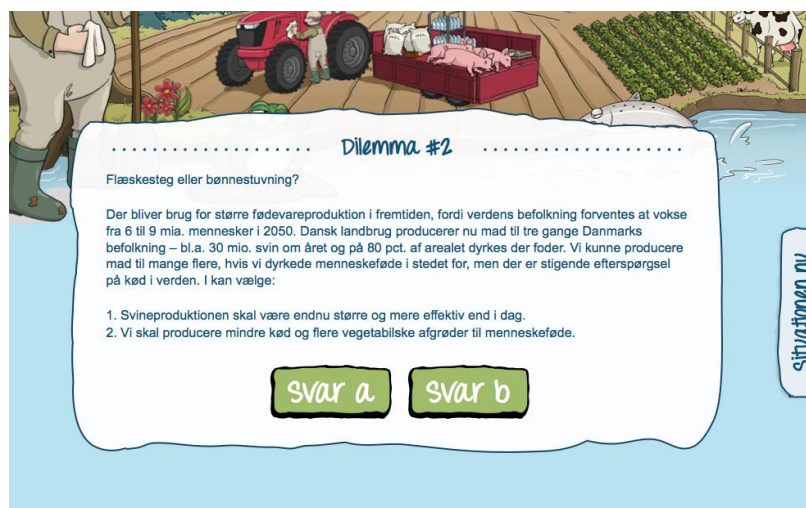 Dilemma #2
Flæskesteg eller bønnestuvning?
Der bliver brug for større fødevareproduktion i fremtiden, fordi verdens befolkning forventes at vokse
fra 6 til 9 mia. mennesker i 2050. Dansk landbrug producerer nu mad til tre gange Danmarks
befolkning – bl.a. 30 mio. svin om året og på 80 pct. af arealet dyrkes der foder. Vi kunne producere
mad til mange flere, hvis vi dyrkede menneskeføde i stedet for, men der er stigende efterspørgsel
på kød i verden. I kan vælge:
1. Svineproduktionen skal være endnu større og mere effektiv end i dag.
2. Vi skal producere mindre kød og flere vegetabilske afgrøder til menneskeføde.
svar a
svar b
Situationen nu